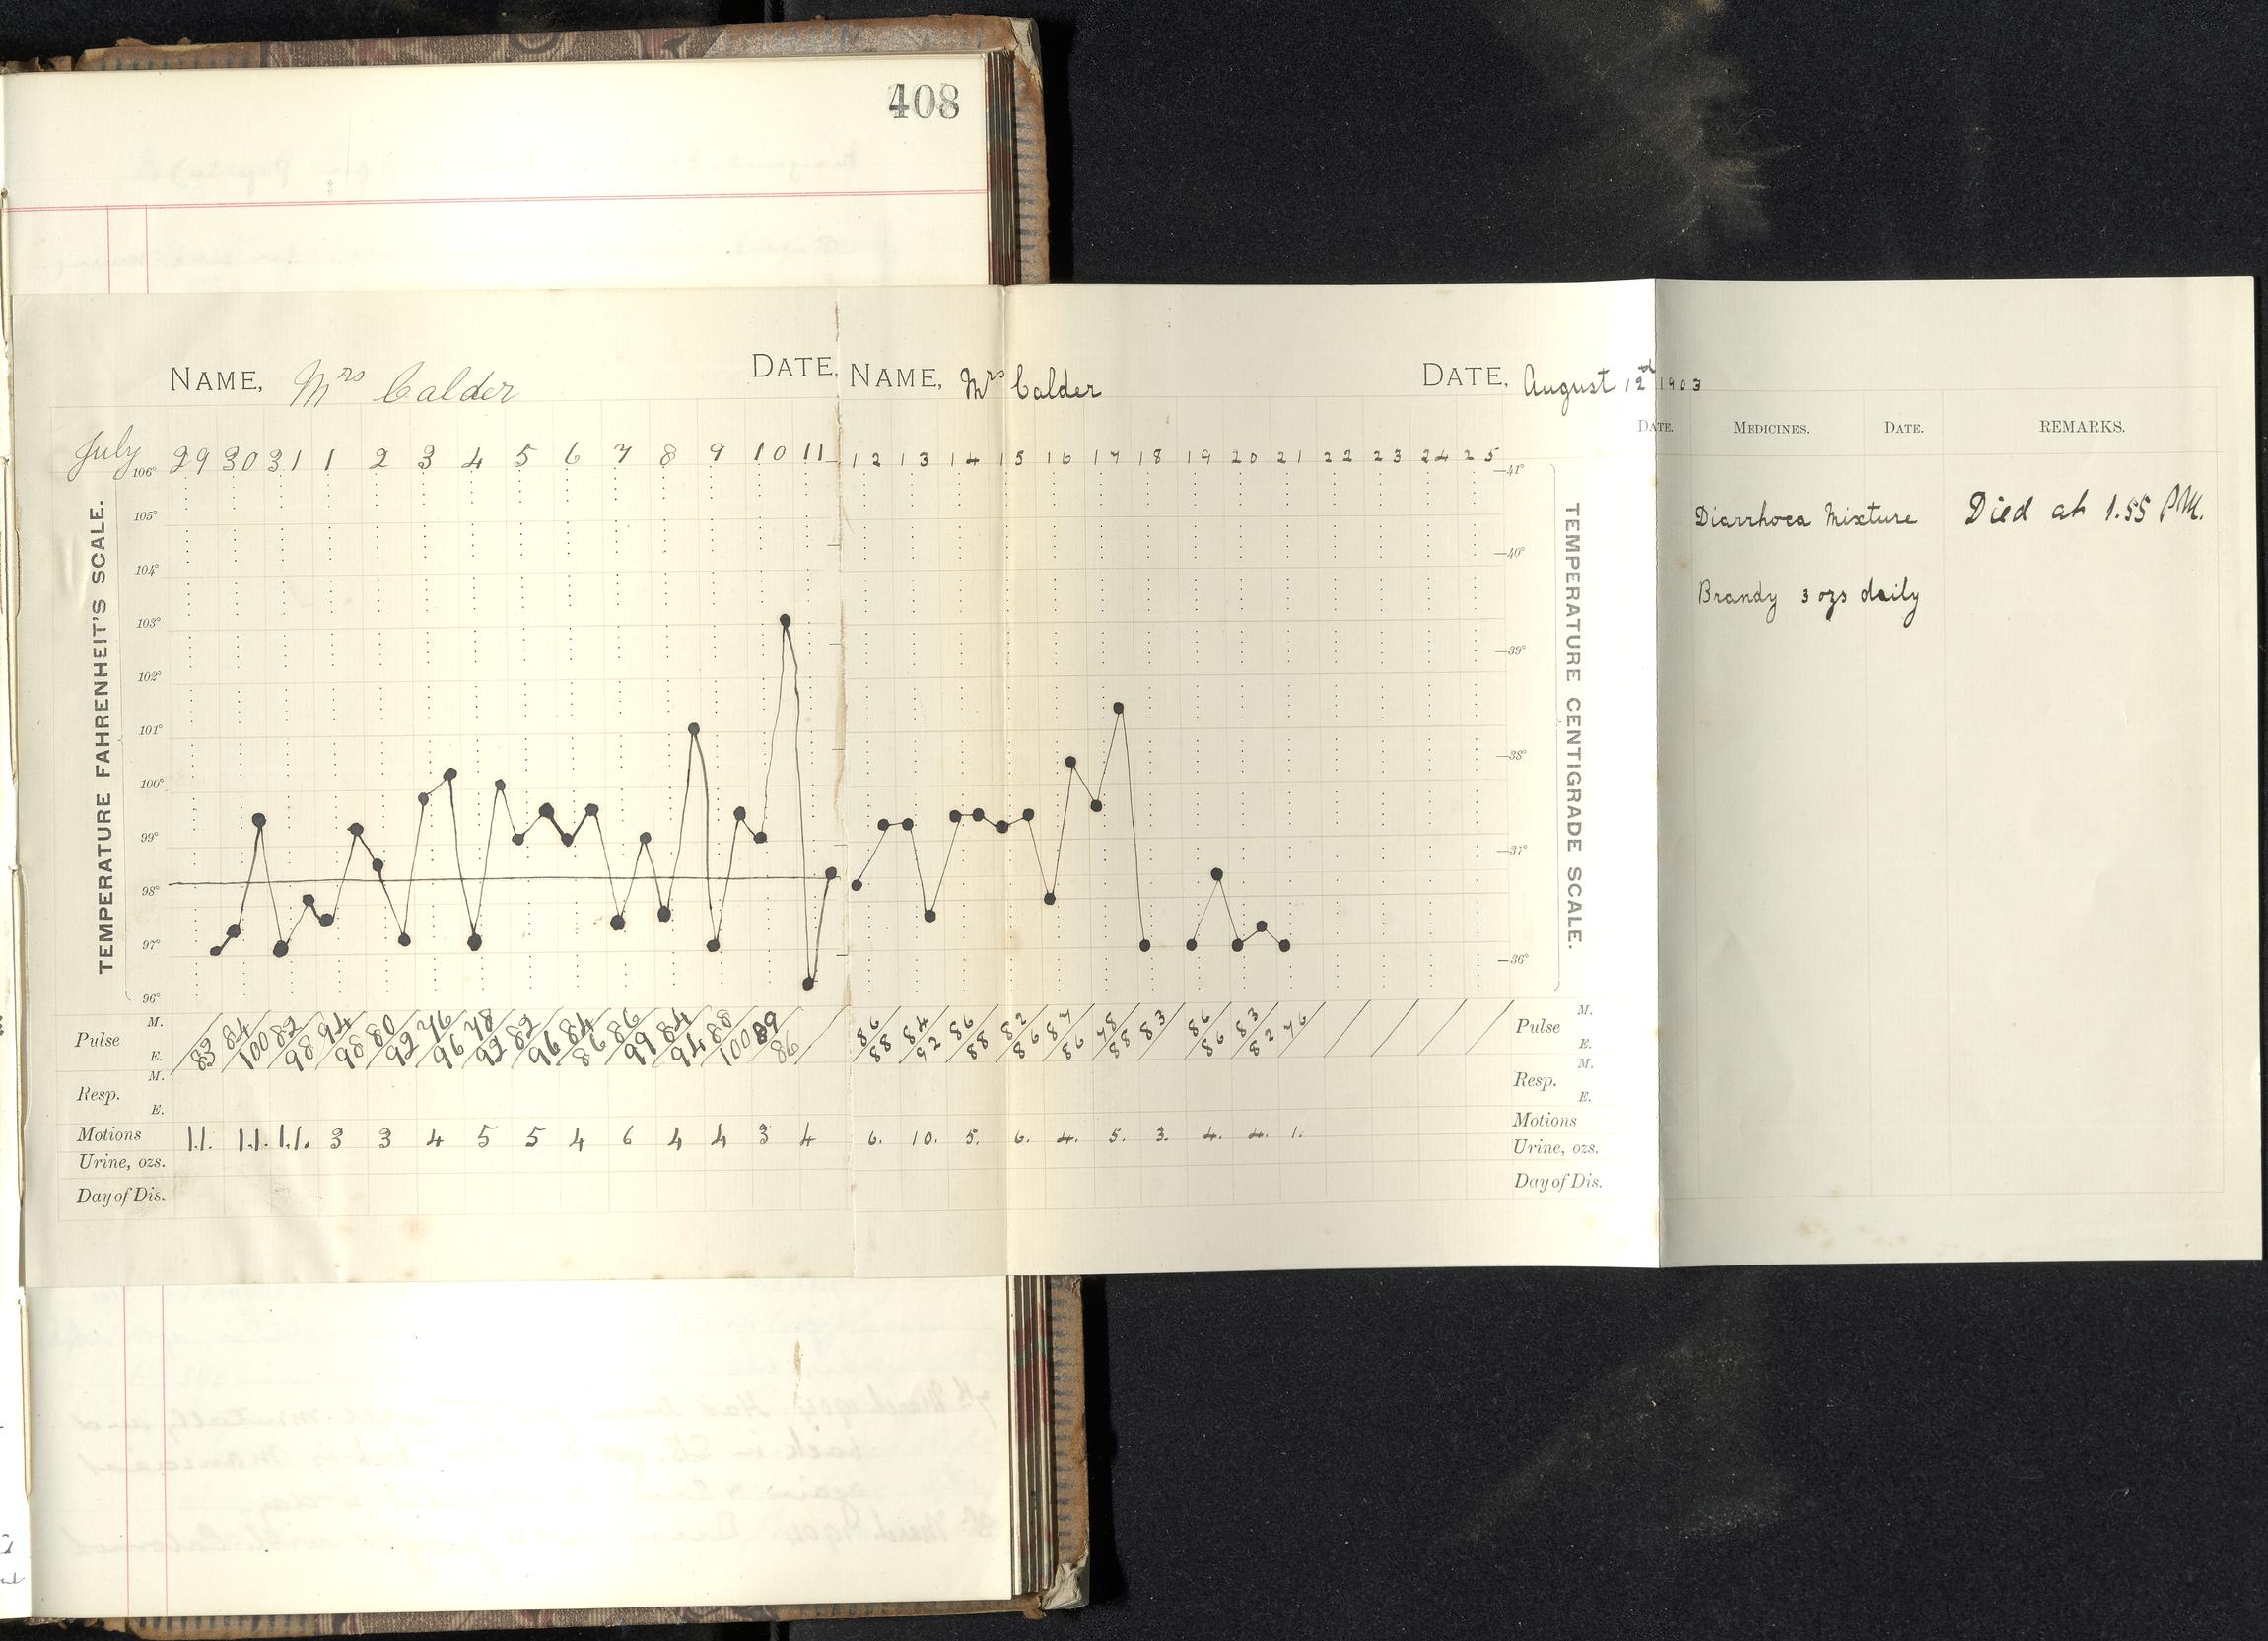 408
NAME, Mrs Calder DATE, NAME, Mrs Calder DATE, August 12th 1903
DATE. MEDICINES. DATE. REMARKS.
July 29 30 31 1 2 3 4 5 6 7 8 9 10 11 12 13 14 15 16 17 18 19 20 21 22 23 24 25
TEMPERATURE FAHRENHEIT'S SCALE.
106°
105°
104°
103°
102°
101°
100°
99°
98°
97°
96°
41°
40°
39°
38°
37°
36°
TEMPERATURE CENTIGRADE SCALE.
Diarrhoea Mixture Died at 1.55 P.M.
Brandy 3 ozs daily
Pulse M. 84 82 94 80 76 78 82 84 86 84 88 89 86 84 86 82 87 78 83 86 83 76 Pulse M.
E. 83 100 98 98 92 96 92 96 86 99 94 100 86 88 92 88 86 86 88 86 82 E.
Resp. M. Resp. M.
E. E.
Motions 1.1. 1.1. 1.1. 3 3 4 5 5 4 6 4 4 3 4 6. 10. 5. 6. 4. 5. 3. 4. 4. 1. Motions
Urine, ozs. Urine, ozs.
Day of Dis. Day of Dis.